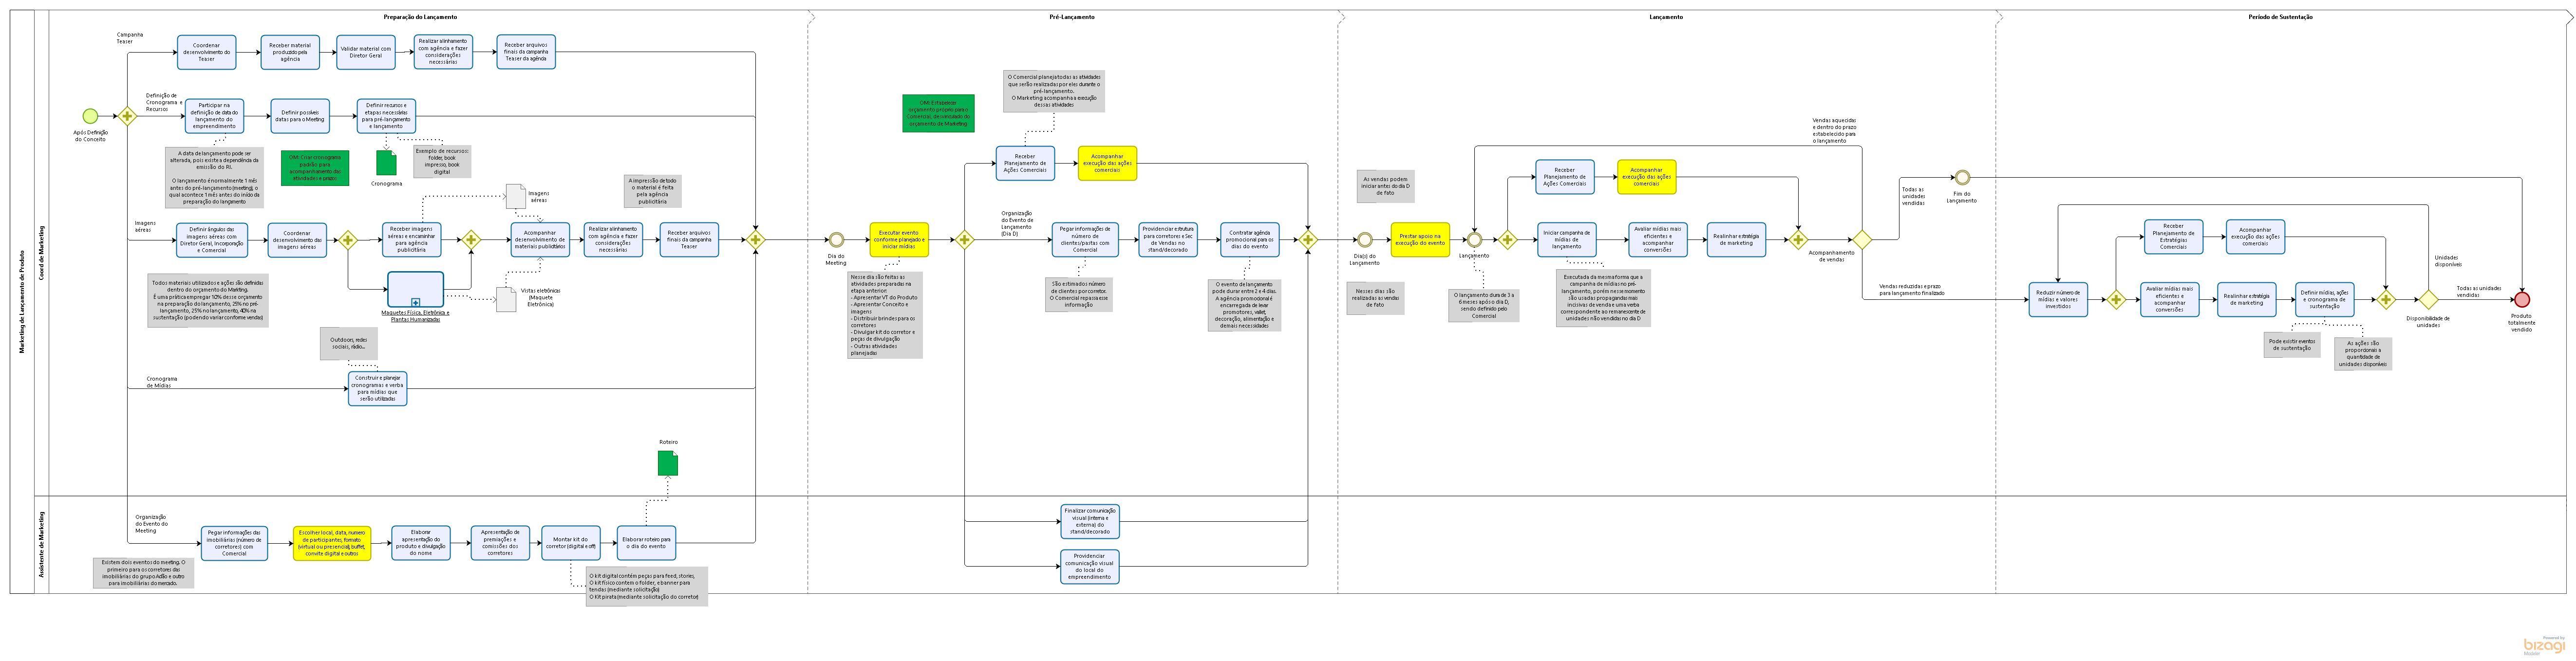 Preparação do Lançamento
Pré-Lançamento
Lançamento
Período de Sustentação
Marketing de Lançamento de Produto
Coord de Marketing
Assistente de Marketing
Campanha
Teaser
Coordenar
desenvolvimento do
Teaser
Receber material
produzido pela
agência
Validar material com
Diretor Geral
Realizar alinhamento
com agência e fazer
considerações
necessárias
Receber arquivos
finais da campanha
Teaser da agência
Após Definição
do Conceito
Definição de
Cronograma e
Recursos
Participar na
definição de data do
lançamento do
empreendimento
Definir possíveis
datas para o Meeting
Definir recursos e
etapas necessárias
para pré-lançamento
e lançamento
A data de lançamento pode ser
alterada, pois existe a dependência da
emissão do RI.
O lançamento é normalmente 1 mês
antes do pré-lançamento (meeting), o
qual acontece 1 mês antes do início da
preparação do lançamento
OM: Criar cronograma
padrão para
acompanhamento das
atividades e prazos
Cronograma
Exemplo de recursos:
folder, book
impresso, book
digital
Imagens
aéreas
A impressão de todo
o material é feita
pela agência
publicitária
Imagens
aéreas
Definir ângulos das
imagens aéreas com
Diretor Geral, Incorporação
e Comercial
Coordenar
desenvolvimento das
imagens aéreas
Receber imagens
aéreas e encaminhar
para agência
publicitária
Acompanhar
desenvolvimento de
materiais publicitários
Realizar alinhamento
com agência e fazer
considerações
necessárias
Receber arquivos
finais da campanha
Teaser
Todos materiais utilizados e ações são definidas
dentro do orçamento do Marketing.
É uma prática empregar 10% desse orçamento
na preparação do lançamento, 25% no pré-
lançamento, 25% no lançamento, 40% na
sustentação (podendo variar conforme vendas)
Maquetes Física, Eletrônica e
Plantas Humanizadas
Vistas eletrônicas
(Maquete
Eletrônica)
Outdoor, redes
sociais, rádio...
Cronograma
de Mídias
Construir e planejar
cronogramas e verba
para mídias que
serão utilizadas
Roteiro
Organização
do Evento do
Meeting
Pegar informações das
imobiliárias (número de
corretores) com
Comercial
Escolher local, data, numero
de participantes, formato
(virtual ou presencial), buffet,
convite digital e outros
Elaborar
apresentação do
produto e divulgação
do nome
Apresentação de
premiações e
comissões dos
corretores
Montar kit do
corretor (digital e off)
Elaborar roteiro para
o dia do evento
Existem dois eventos do meeting. O
primeiro para os corretores das
imobiliárias do grupo Adão e outro
para imobiliárias do mercado.
O kit digital contém peças para feed, stories,
O kit físico contem o folder, e banner para
tendas (mediante solicitação)
O Kit pirata (mediante solicitação do corretor)
Dia do
Meeting
Executar evento
conforme planejado e
iniciar mídias
Nesse dia são feitas as
atividades preparadas na
etapa anterior:
- Apresentar VT do Produto
- Apresentar Conceito e
imagens
- Distribuir brindes para os
corretores
- Divulgar kit do corretor e
peças de divulgação
- Outras atividades
planejadas
OM: Estabelecer
orçamento próprio para o
Comercial, desvinculado do
orçamento de Marketing
O Comercial planeja todas as atividades
que serão realizadas por eles durante o
pré-lançamento.
O Marketing acompanha a execução
dessas atividades
Receber
Planejamento de
Ações Comerciais
Acompanhar
execução das ações
comerciais
Organização
do Evento de
Lançamento
(Dia D)
Pegar informações de
número de
clientes/pastas com
Comercial
Providenciar estrutura
para corretores e Sec
de Vendas no
stand/decorado
Contratar agência
promocional para os
dias do evento
São estimados número
de clientes por corretor.
O Comercial repassa esse
informação
O evento de lançamento
pode durar entre 2 e 4 dias.
A agência promocional é
encarregada de levar
promotores, valet,
decoração, alimentação e
demais necessidades
Finalizar comunicação
visual (interna e
externa) do
stand/decorado
Providenciar
comunicação visual
do local do
empreendimento
As vendas podem
iniciar antes do dia D
de fato
Dia(s) do
Lançamento
Prestar apoio na
execução do evento
Nesses dias são
realizadas as vendas
de fato
Lançamento
O lançamento dura de 3 a
6 meses após o dia D,
sendo definido pelo
Comercial
Receber
Planejamento de
Ações Comerciais
Acompanhar
execução das ações
comerciais
Iniciar campanha de
mídias de
lançamento
Avaliar mídias mais
eficientes e
acompanhar
conversões
Realinhar estratégia
de marketing
Executada da mesma forma que a
campanha de mídias no pré-
lançamento, porém nesse momento
são usadas propagandas mais
incisivas de venda e uma verba
correspondente ao remanescente de
unidades não vendidas no dia D
Vendas aquecidas
e dentro do prazo
estabelecido para
o lançamento
Acompanhamento
de vendas
Todas as
unidades
vendidas
Fim do
Lançamento
Vendas reduzidas e prazo
para lançamento finalizado
Reduzir número de
mídias e valores
investidos
Receber
Planejamento de
Estratégias
Comerciais
Acompanhar
execução das ações
comerciais
Avaliar mídias mais
eficientes e
acompanhar
conversões
Realinhar estratégia
de marketing
Definir mídias, ações
e cronograma de
sustentação
Pode existir eventos
de sustentação
As ações são
proporcionais a
quantidade de
unidades disponíveis
Unidades
disponíveis
Disponibilidade de
unidades
Todas as unidades
vendidas
Produto
totalmente
vendido
Powered by
bizagi
Modeler